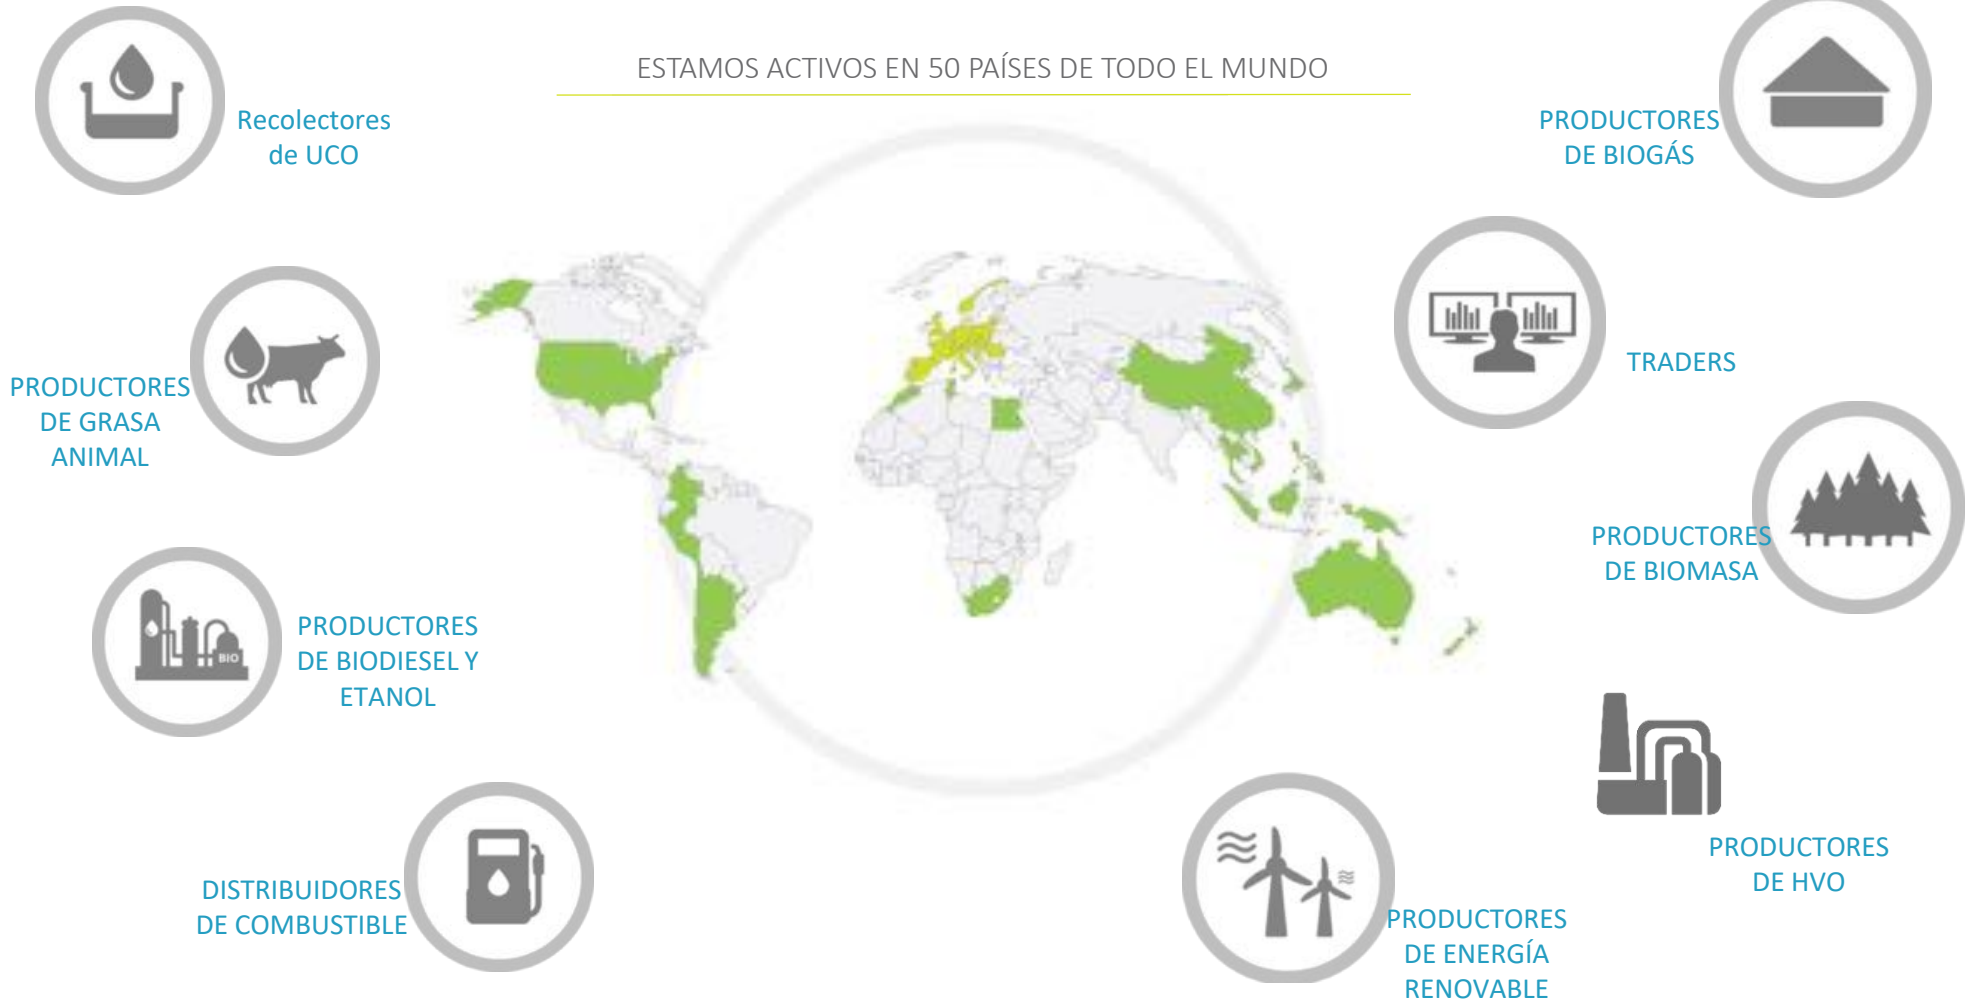 ESTAMOS ACTIVOS EN 50 PAÍSES DE TODO EL MUNDO
Recolectores
de UCO
PRODUCTORES
DE GRASA
ANIMAL
PRODUCTORES
DE BIODIESEL Y
ETANOL
BIO
DISTRIBUIDORES
DE COMBUSTIBLE
PRODUCTORES
DE BIOGÁS
TRADERS
PRODUCTORES
DE BIOMASA
PRODUCTORES
DE HVO
PRODUCTORES
DE ENERGÍA
RENOVABLE